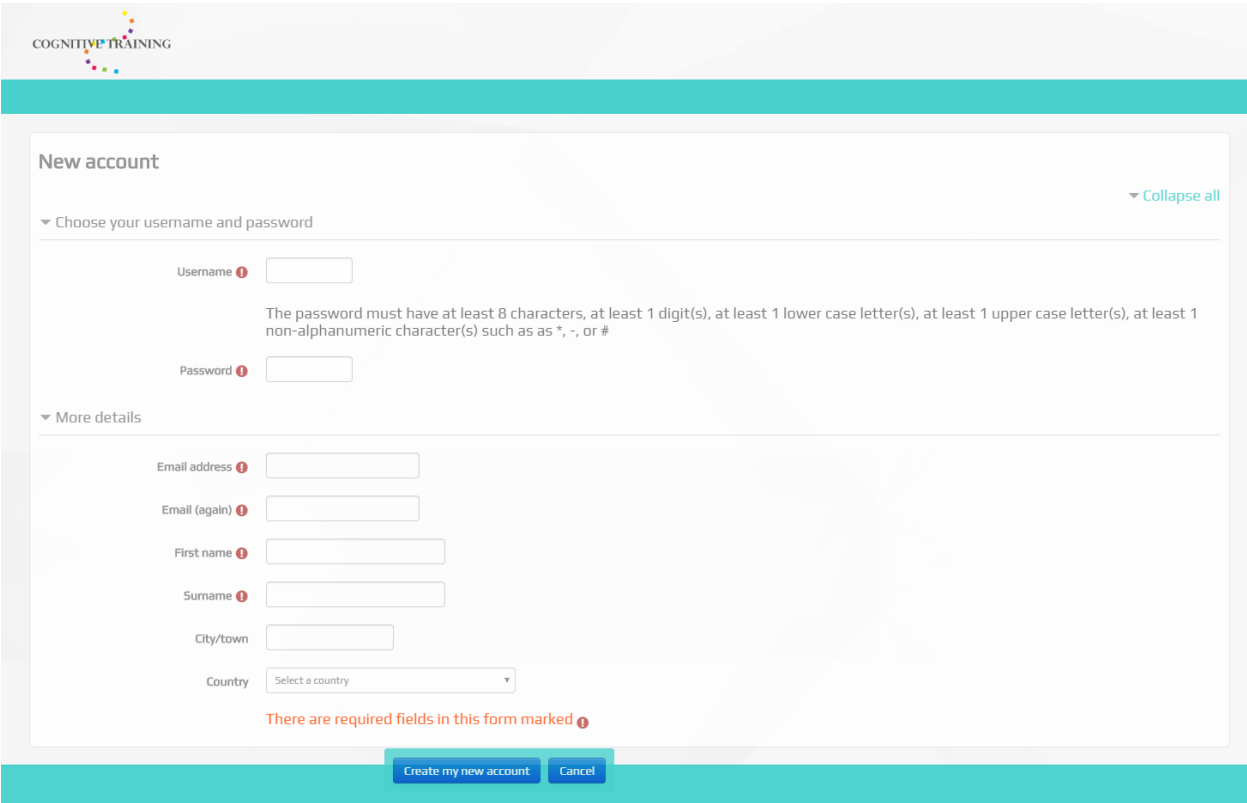 COGNITIVE TRAINING
New account
Collapse all
Choose your username and password
Username
The password must have at least 8 characters, at least 1 digit(s), at least 1 lower case letter(s), at least 1 upper case letter(s), at least 1
non-alphanumeric character(s) such as as *, -, or #
Password
More details
Email address
Email (again)
First name
Surname
City/town
Country Select a country
There are required fields in this form marked
Create my new account Cancel